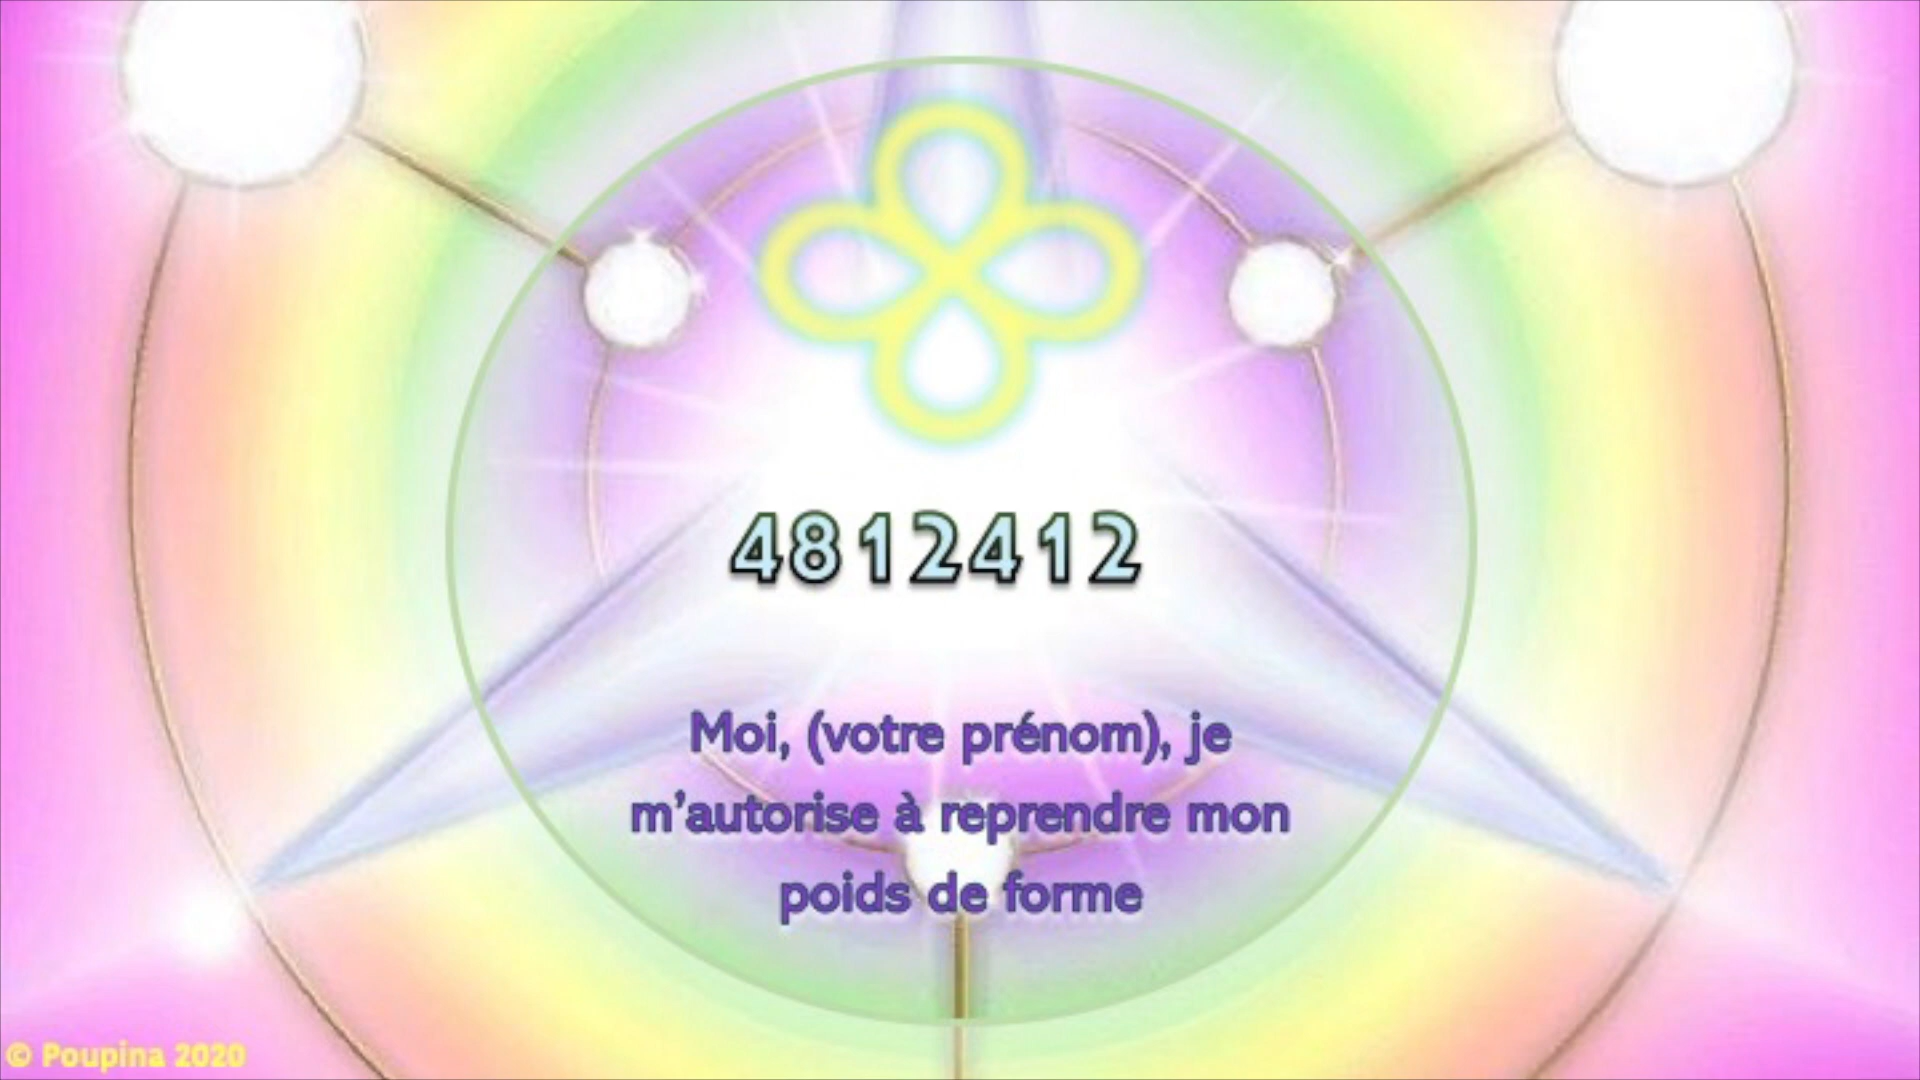 4812412
Moi, (votre prénom), je
m’autorise à reprendre mon
poids de forme
© Poupina 2020